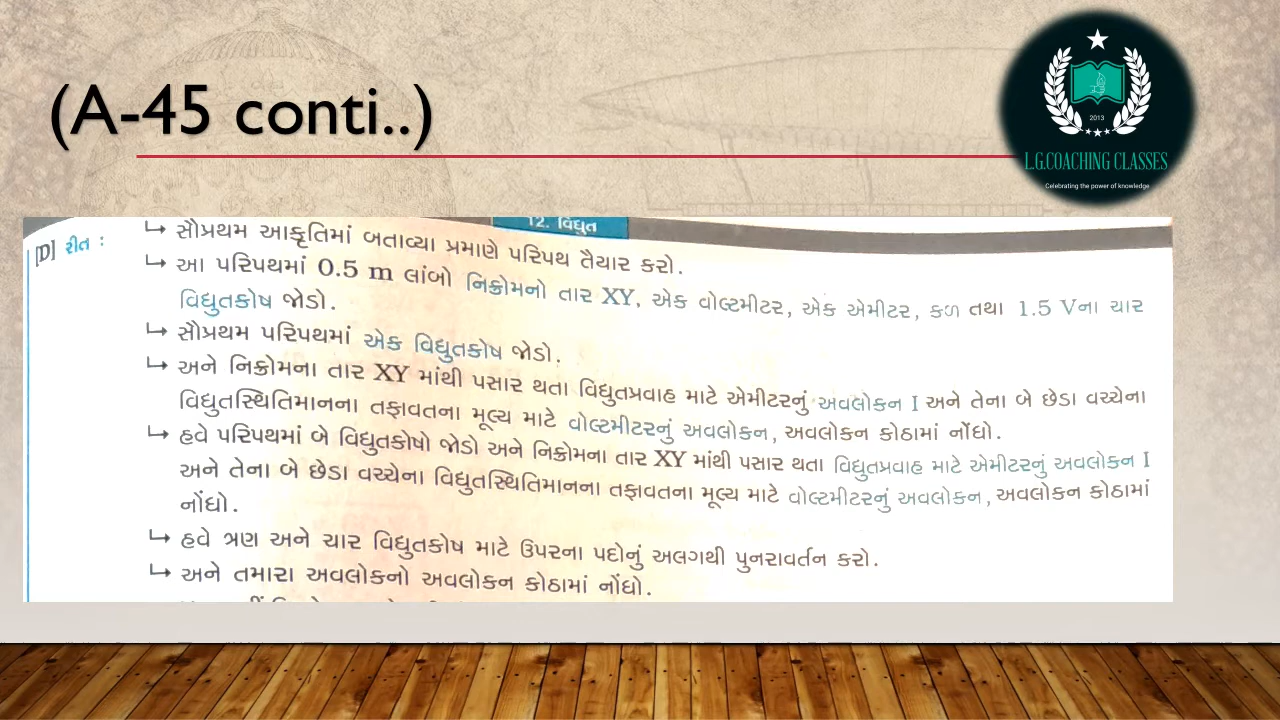 (A-45 conti..)
2013
L.G.COACHING CLASSES
Celebrating the power of knowledge
12. વિદ્યુત
[D] રીત :
↳ સૌપ્રથમ આકૃતિમાં બતાવ્યા પ્રમાણે પરિપથ તૈયાર કરો.
↳ આ પરિપથમાં 0.5 m લાંબો નિક્રોમનો તાર XY, એક વોલ્ટમીટર, એક એમીટર, કળ તથા 1.5 Vના ચાર
વિદ્યુતકોષ જોડો.
↳ સૌપ્રથમ પરિપથમાં એક વિદ્યુતકોષ જોડો.
↳ અને નિક્રોમના તાર XY માંથી પસાર થતા વિદ્યુતપ્રવાહ માટે એમીટરનું અવલોકન I અને તેના બે છેડા વચ્ચેના
વિદ્યુતસ્થિતિમાનના તફાવતના મૂલ્ય માટે વોલ્ટમીટરનું અવલોકન, અવલોકન કોઠામાં નોંધો.
↳ હવે પરિપથમાં બે વિદ્યુતકોષો જોડો અને નિક્રોમના તાર XY માંથી પસાર થતા વિદ્યુતપ્રવાહ માટે એમીટરનું અવલોકન I
અને તેના બે છેડા વચ્ચેના વિદ્યુતસ્થિતિમાનના તફાવતના મૂલ્ય માટે વોલ્ટમીટરનું અવલોકન, અવલોકન કોઠામાં
નોંધો.
↳ હવે ત્રણ અને ચાર વિદ્યુતકોષ માટે ઉપરના પદોનું અલગથી પુનરાવર્તન કરો.
↳ અને તમારા અવલોકનો અવલોકન કોઠામાં નોંધો.